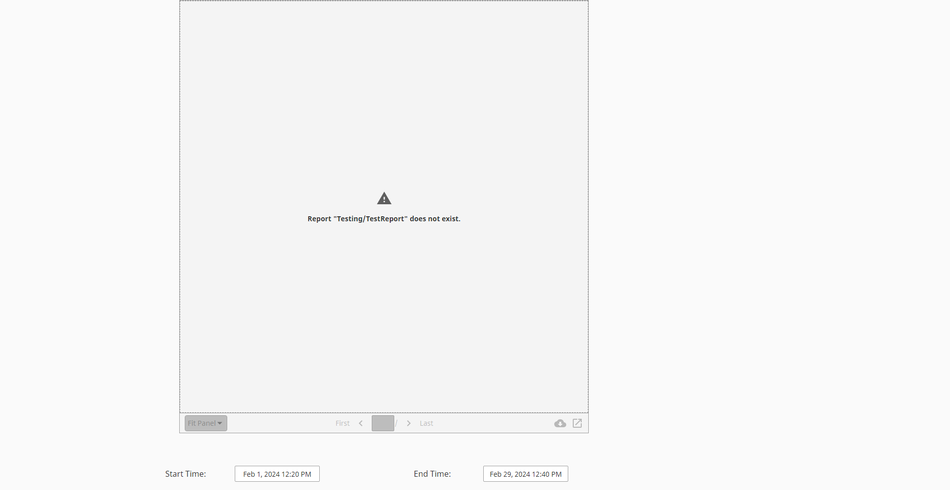 Report "Testing/TestReport" does not exist.
Fit Panel
First
/
Last
Start Time:
Feb 1, 2024 12:20 PM
End Time:
Feb 29, 2024 12:40 PM